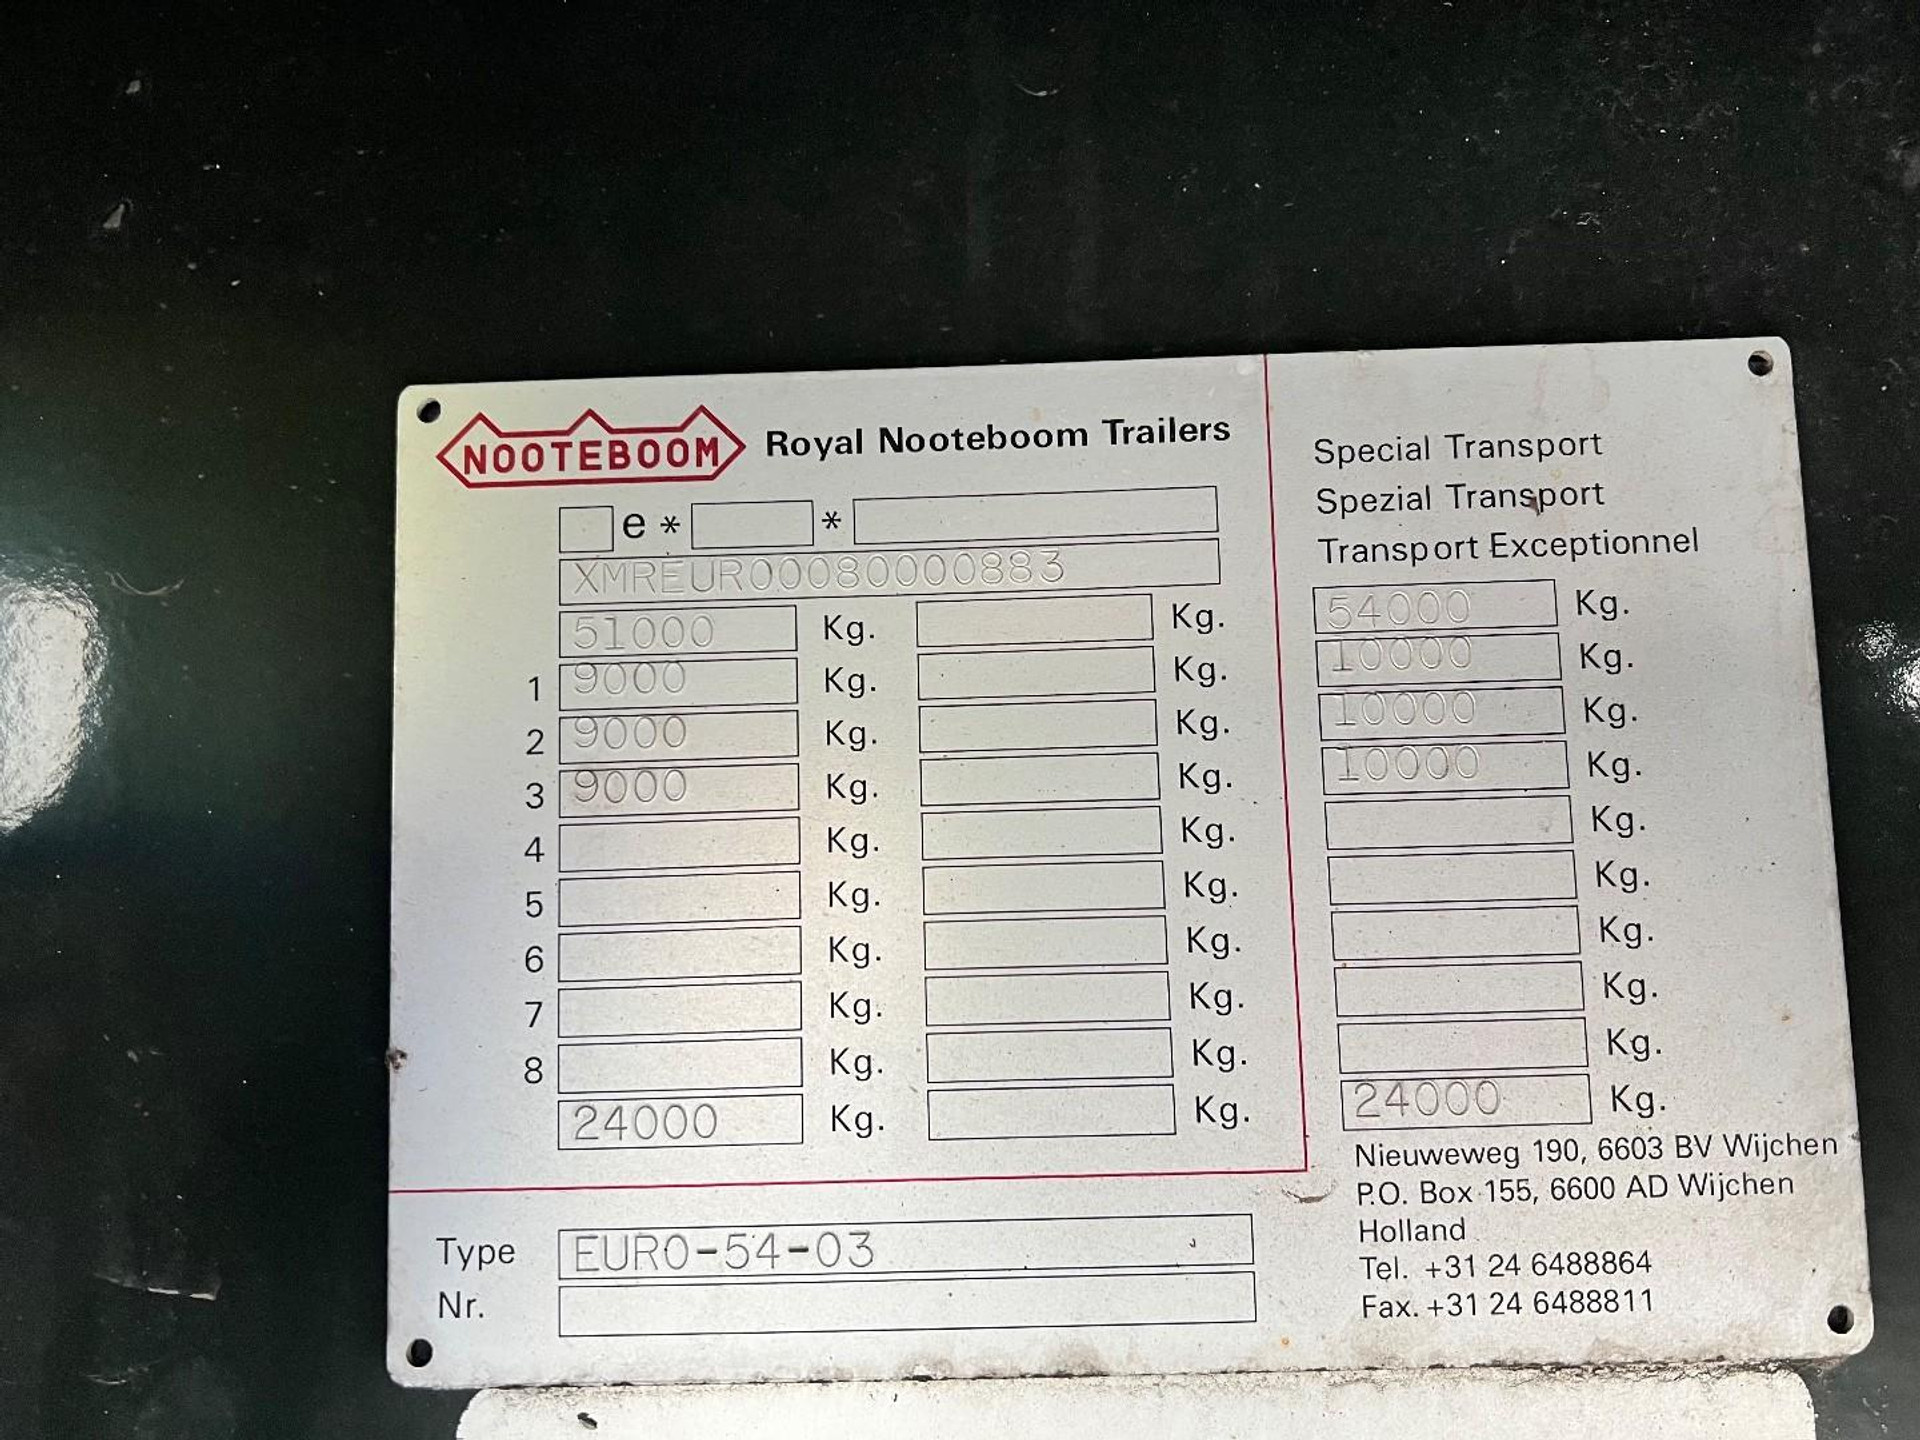 NOOTEBOOM Royal Nooteboom Trailers
e * *
XMREUR00080000883
51000 Kg. Kg.
1 9000 Kg. Kg.
2 9000 Kg. Kg.
3 9000 Kg. Kg.
4 Kg. Kg.
5 Kg. Kg.
6 Kg. Kg.
7 Kg. Kg.
8 Kg. Kg.
24000 Kg. Kg.
Type EURO-54-03
Nr.
Special Transport
Spezial Transport
Transport Exceptionnel
54000 Kg.
10000 Kg.
10000 Kg.
10000 Kg.
Kg.
Kg.
Kg.
Kg.
Kg.
24000 Kg.
Nieuweweg 190, 6603 BV Wijchen
P.O. Box 155, 6600 AD Wijchen
Holland
Tel. +31 24 6488864
Fax. +31 24 6488811